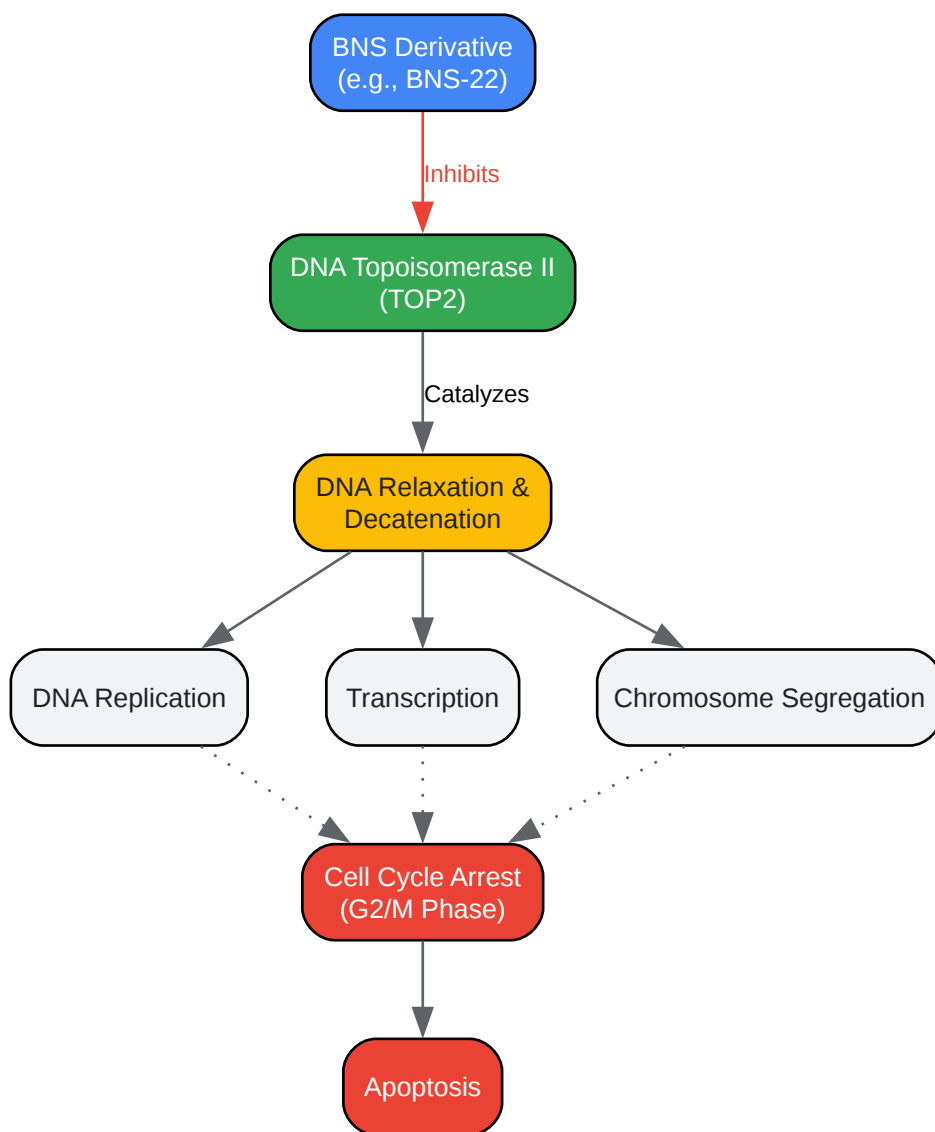 BNS Derivative
(e.g., BNS-22)
Inhibits
DNA Topoisomerase II
(TOP2)
Catalyzes
DNA Relaxation &
Decatenation
DNA Replication
Transcription
Chromosome Segregation
Cell Cycle Arrest
(G2/M Phase)
Apoptosis